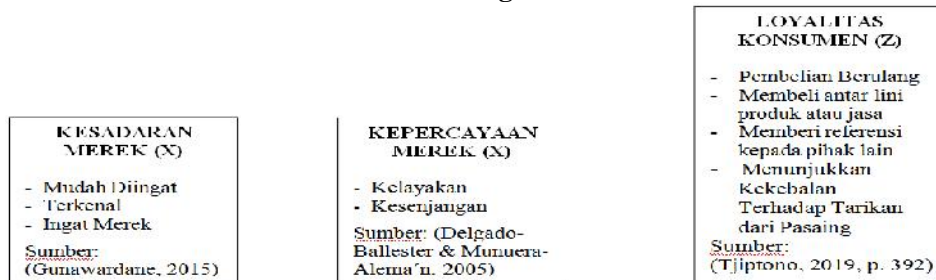 KESADARAN
MEREK (X)
- Mudah Diingat
- Terkenal
- Ingat Merek
Sumber:
(Gunawardane, 2015)
KEPERCAYAAN
MEREK (X)
- Kelayakan
- Kesenjangan
Sumber: (Delgado-
Ballester & Munuera-
Alema´n, 2005)
LOYALITAS
KONSUMEN (Z)
- Pembelian Berulang
- Membeli antar lini
produk atau jasa
- Memberi referensi
kepada pihak lain
- Menunjukkan
Kekebalan
Terhadap Tarikan
dari Pasaing
Sumber:
(Tjiptono, 2019, p. 392)